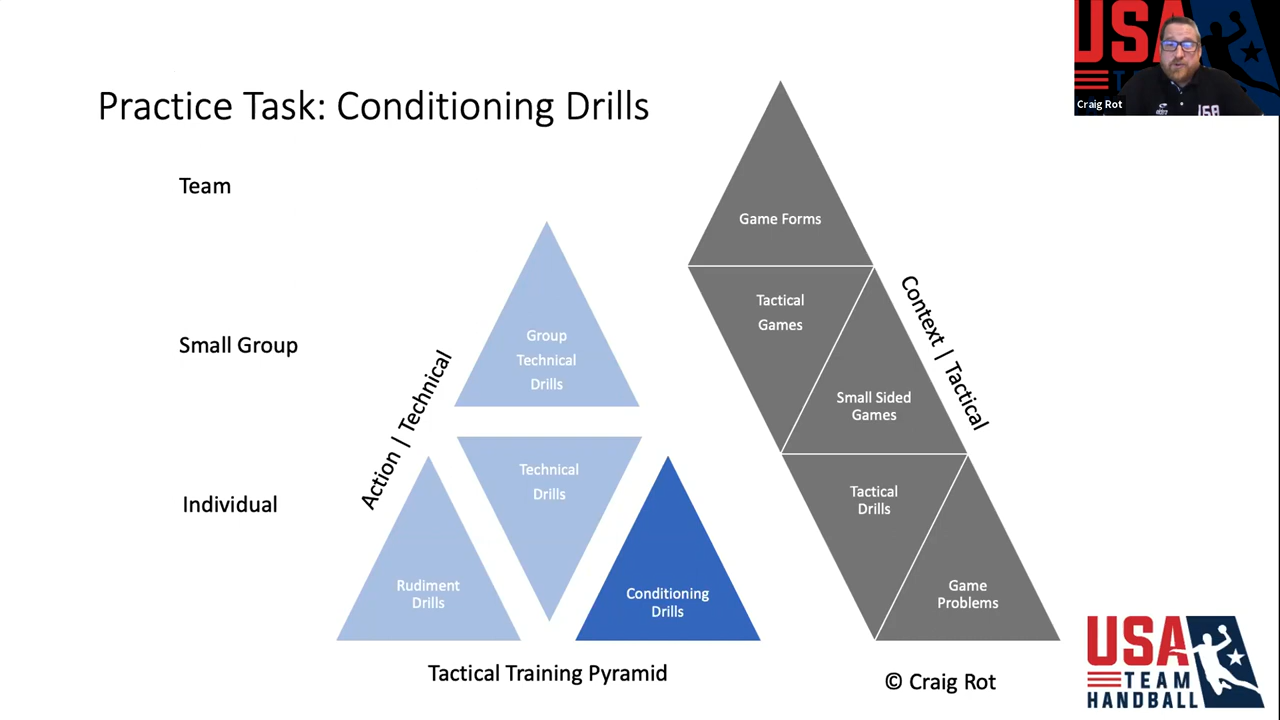 USA
TEAM
Craig Rot
USA
Practice Task: Conditioning Drills
Team
Small Group
Individual
Action | Technical
Group
Technical
Drills
Technical
Drills
Rudiment
Drills
Conditioning
Drills
Game Forms
Tactical
Games
Small Sided
Games
Tactical
Drills
Game
Problems
Context | Tactical
Tactical Training Pyramid
© Craig Rot
USA
TEAM
HANDBALL